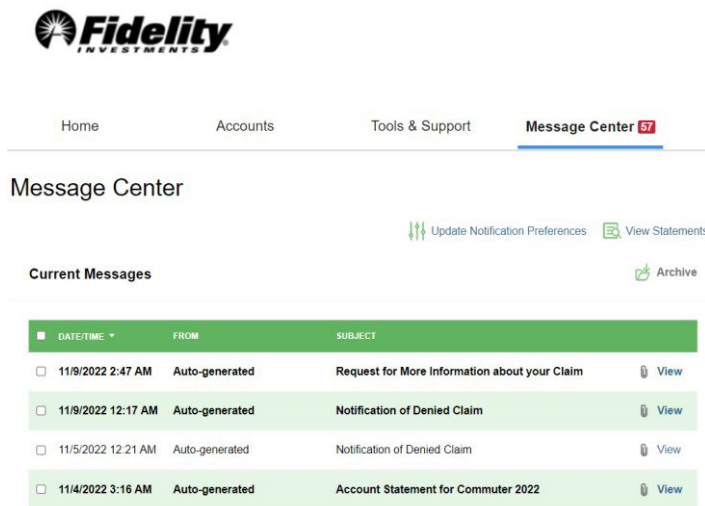 Fidelity
INVESTMENTS
Home Accounts Tools & Support Message Center 57
Message Center
Update Notification Preferences View Statements
Current Messages Archive
DATE/TIME FROM SUBJECT
11/9/2022 2:47 AM Auto-generated Request for More Information about your Claim View
11/9/2022 12:17 AM Auto-generated Notification of Denied Claim View
11/5/2022 12:21 AM Auto-generated Notification of Denied Claim View
11/4/2022 3:16 AM Auto-generated Account Statement for Commuter 2022 View